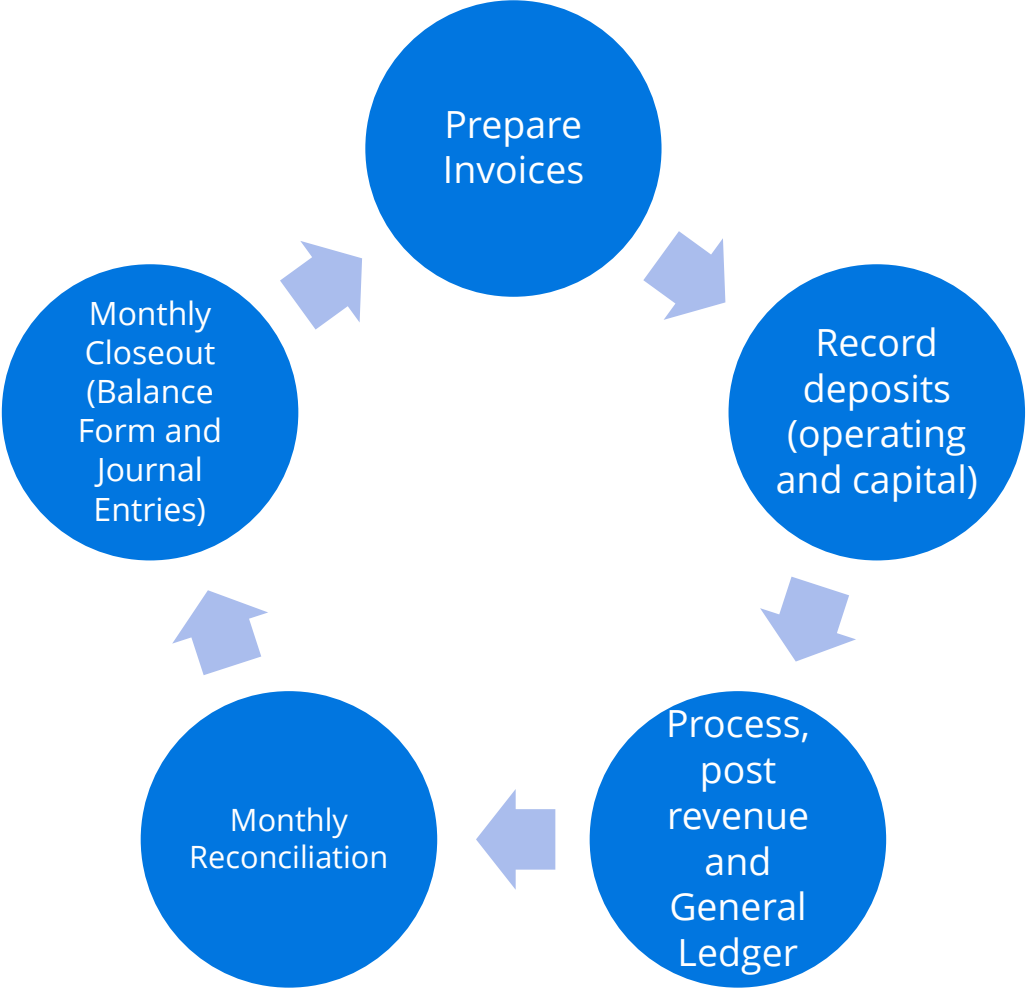 Prepare
Invoices
Record
deposits
(operating
and capital)
Process,
post
revenue
and
General
Ledger
Monthly
Reconciliation
Monthly
Closeout
(Balance
Form and
Journal
Entries)